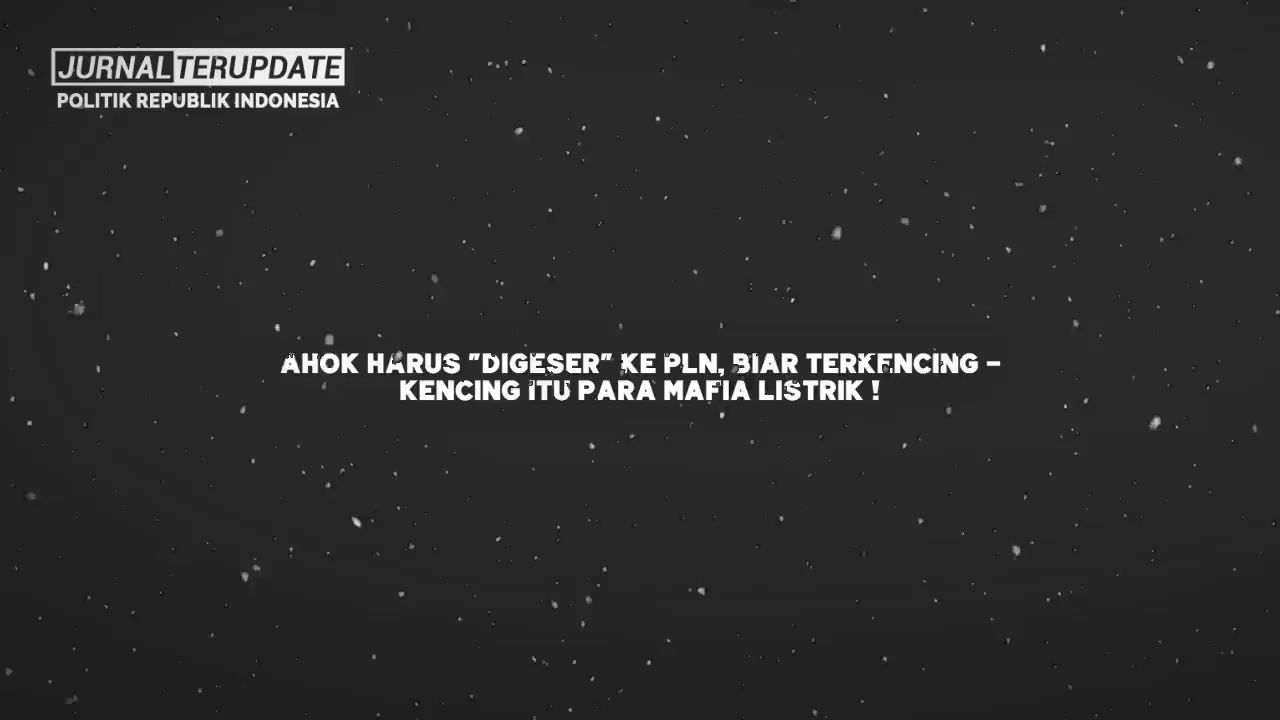 JURNALTERUPDATE
POLITIK REPUBLIK INDONESIA
AHOK HARUS "DIGESER" KE PLN, BIAR TERKENCING –
KENCING ITU PARA MAFIA LISTRIK !